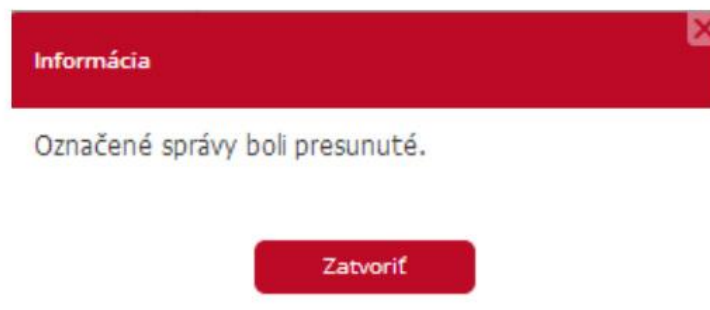 Informácia
Označené správy boli presunuté.
Zatvoriť